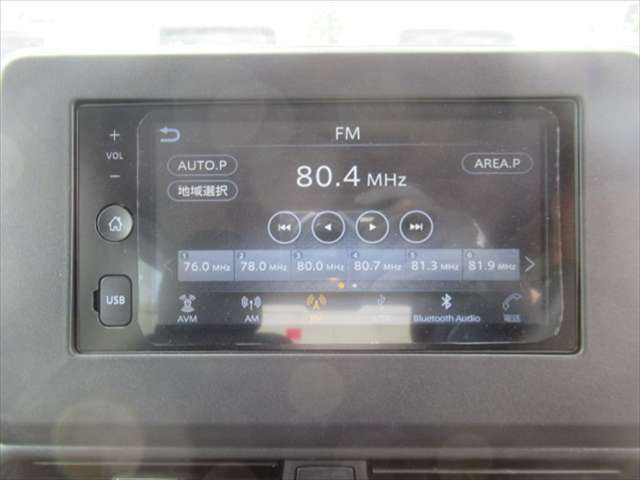 FM
+
VOL
−
AUTO.P
80.4 MHz
AREA.P
地域選択
1 2 3 4 5 6
76.0 MHz 78.0 MHz 80.0 MHz 80.7 MHz 81.3 MHz 81.9 MHz
USB
AVM AM FM USB Bluetooth Audio 電話